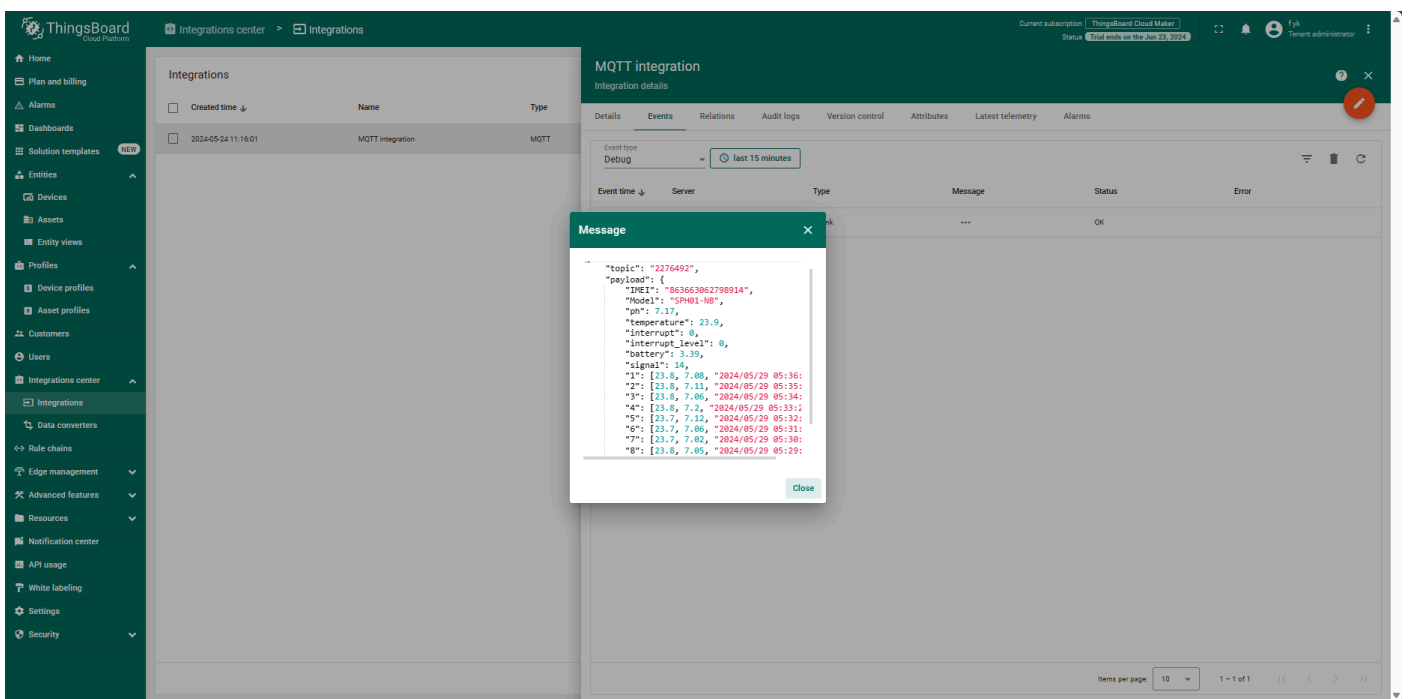 ThingsBoard
Cloud Platform
Integrations center > Integrations
Current subscription ThingsBoard Cloud Maker
Status Trial ends on the Jun 23, 2024
f yk
Tenant administrator
Home
Plan and billing
Alarms
Dashboards
Solution templates NEW
Entities
Devices
Assets
Entity views
Profiles
Device profiles
Asset profiles
Customers
Users
Integrations center
Integrations
Data converters
Rule chains
Edge management
Advanced features
Resources
Notification center
API usage
White labeling
Settings
Security
Integrations
Created time Name Type
2024-05-24 11:16:01 MQTT integration MQTT
MQTT integration
Integration details
Details Events Relations Audit logs Version control Attributes Latest telemetry Alarms
Event type
Debug
last 15 minutes
Event time Server Type Message Status Error
nk ... OK
Message
"topic": "2276492",
"payload": {
"IMEI": "863663062798914",
"Model": "SPH01-NB",
"ph": 7.17,
"temperature": 23.9,
"interrupt": 0,
"interrupt_level": 0,
"battery": 3.39,
"signal": 14,
"1": [23.8, 7.08, "2024/05/29 05:36:
"2": [23.8, 7.11, "2024/05/29 05:35:
"3": [23.8, 7.06, "2024/05/29 05:34:
"4": [23.8, 7.2, "2024/05/29 05:33:2
"5": [23.7, 7.12, "2024/05/29 05:32:
"6": [23.7, 7.06, "2024/05/29 05:31:
"7": [23.7, 7.02, "2024/05/29 05:30:
"8": [23.8, 7.05, "2024/05/29 05:29:
Close
Items per page: 10 1 – 1 of 1